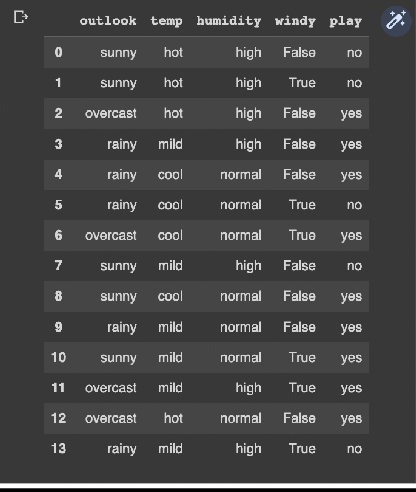 outlook temp humidity windy play
0 sunny hot high False no
1 sunny hot high True no
2 overcast hot high False yes
3 rainy mild high False yes
4 rainy cool normal False yes
5 rainy cool normal True no
6 overcast cool normal True yes
7 sunny mild high False no
8 sunny cool normal False yes
9 rainy mild normal False yes
10 sunny mild normal True yes
11 overcast mild high True yes
12 overcast hot normal False yes
13 rainy mild high True no